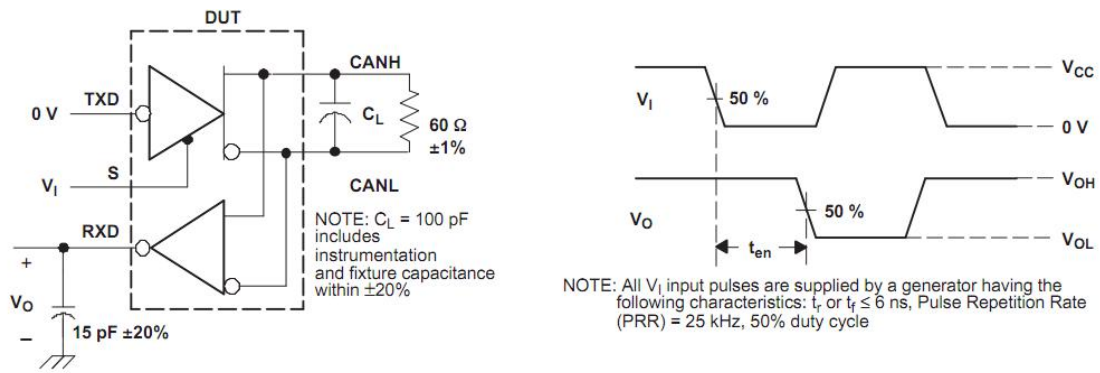 DUT
TXD
0 V
S
V_I
RXD
+
V_O
–
15 pF ±20%
CANH
C_L
60 Ω
±1%
CANL
NOTE: C_L = 100 pF
includes
instrumentation
and fixture capacitance
within ±20%
V_I
50 %
V_CC
0 V
V_O
50 %
t_en
V_OH
V_OL
NOTE: All V_I input pulses are supplied by a generator having the
following characteristics: t_r or t_f ≤ 6 ns, Pulse Repetition Rate
(PRR) = 25 kHz, 50% duty cycle